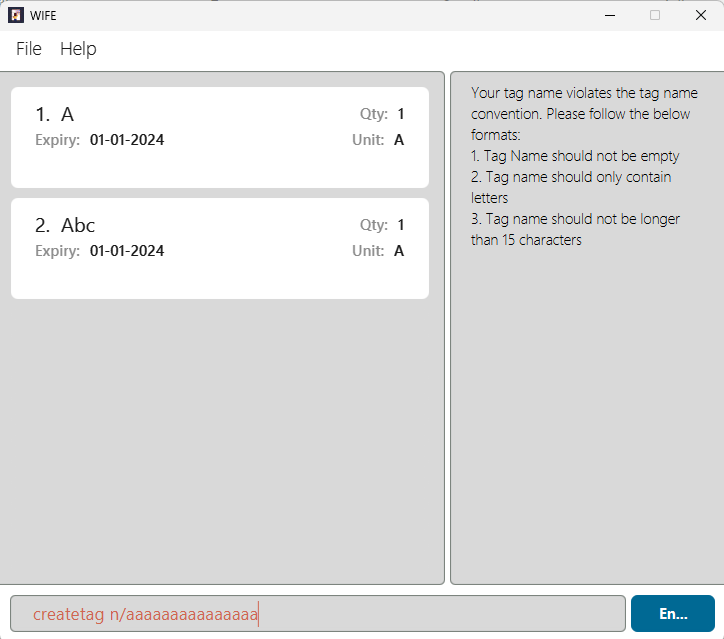 WIFE
File Help
1. A
Qty: 1
Expiry: 01-01-2024
Unit: A
2. Abc
Qty: 1
Expiry: 01-01-2024
Unit: A
Your tag name violates the tag name
convention. Please follow the below
formats:
1. Tag Name should not be empty
2. Tag name should only contain
letters
3. Tag name should not be longer
than 15 characters
createtag n/aaaaaaaaaaaaaaa
En...